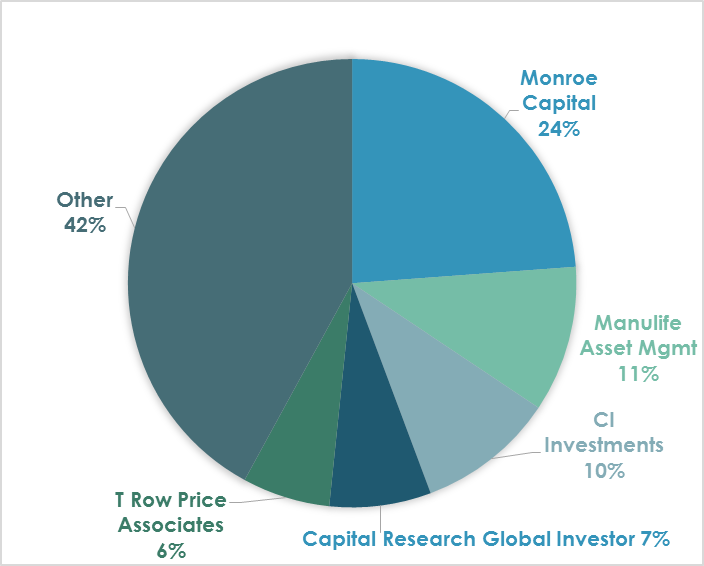 Monroe
Capital
24%
Manulife
Asset Mgmt
11%
CI
Investments
10%
Capital Research Global Investor 7%
T Row Price
Associates
6%
Other
42%